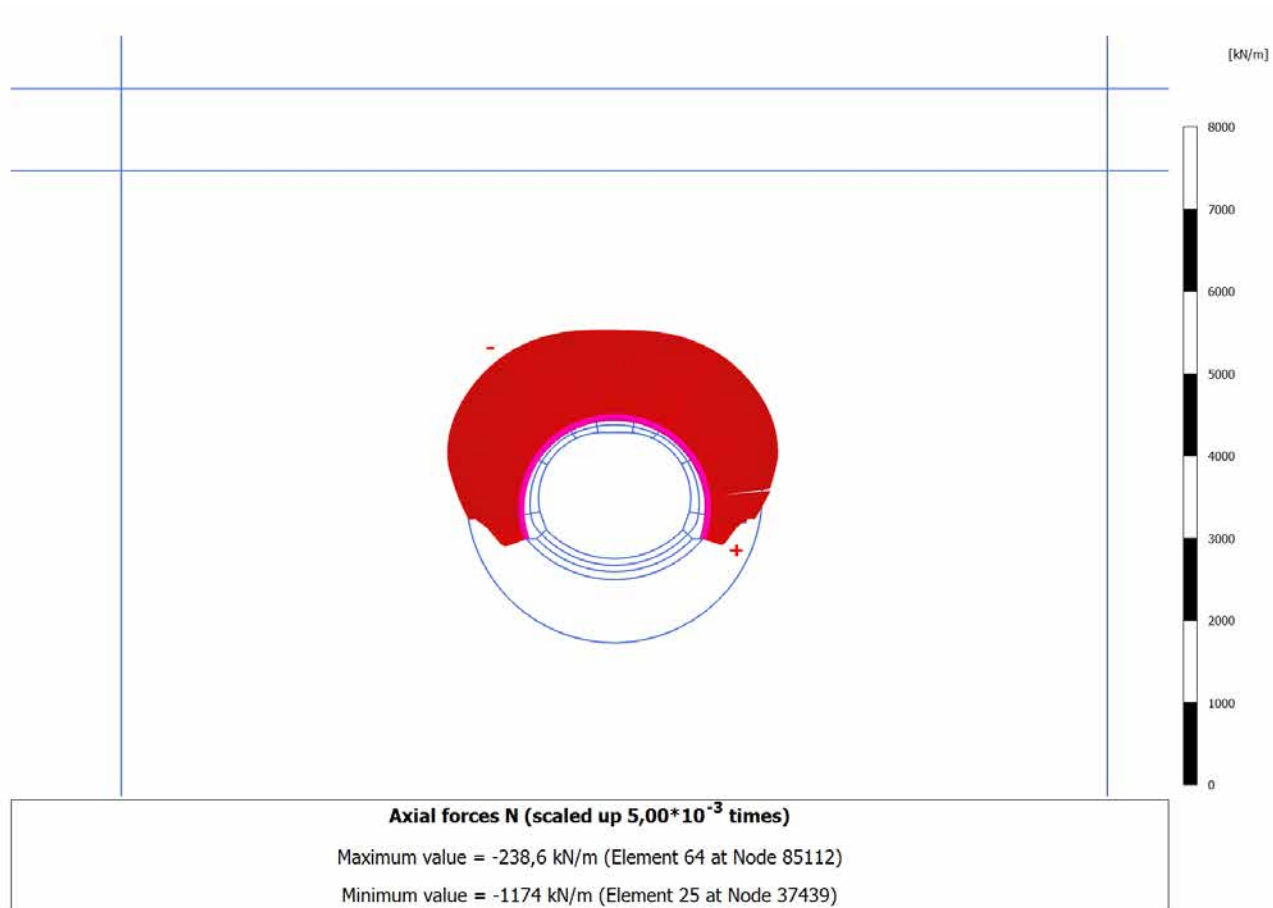 [kN/m]
8000
7000
6000
-
5000
4000
3000
+
2000
1000
0
Axial forces N (scaled up 5,00*10-3 times)
Maximum value = -238,6 kN/m (Element 64 at Node 85112)
Minimum value = -1174 kN/m (Element 25 at Node 37439)